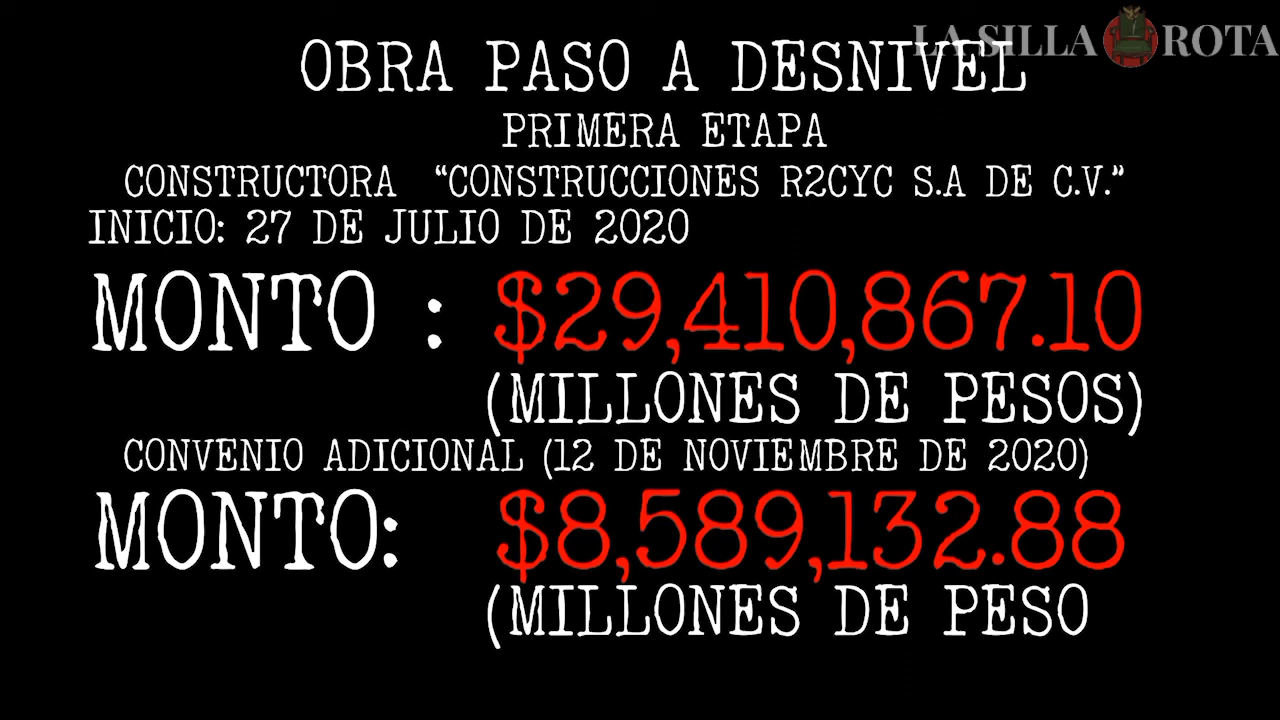 LA SILLA ROTA
OBRA PASO A DESNIVEL
PRIMERA ETAPA
CONSTRUCTORA “CONSTRUCCIONES R2CYC S.A DE C.V.”
INICIO: 27 DE JULIO DE 2020
MONTO : $29,410,867.10
(MILLONES DE PESOS)
CONVENIO ADICIONAL (12 DE NOVIEMBRE DE 2020)
MONTO: $8,589,132.88
(MILLONES DE PESO